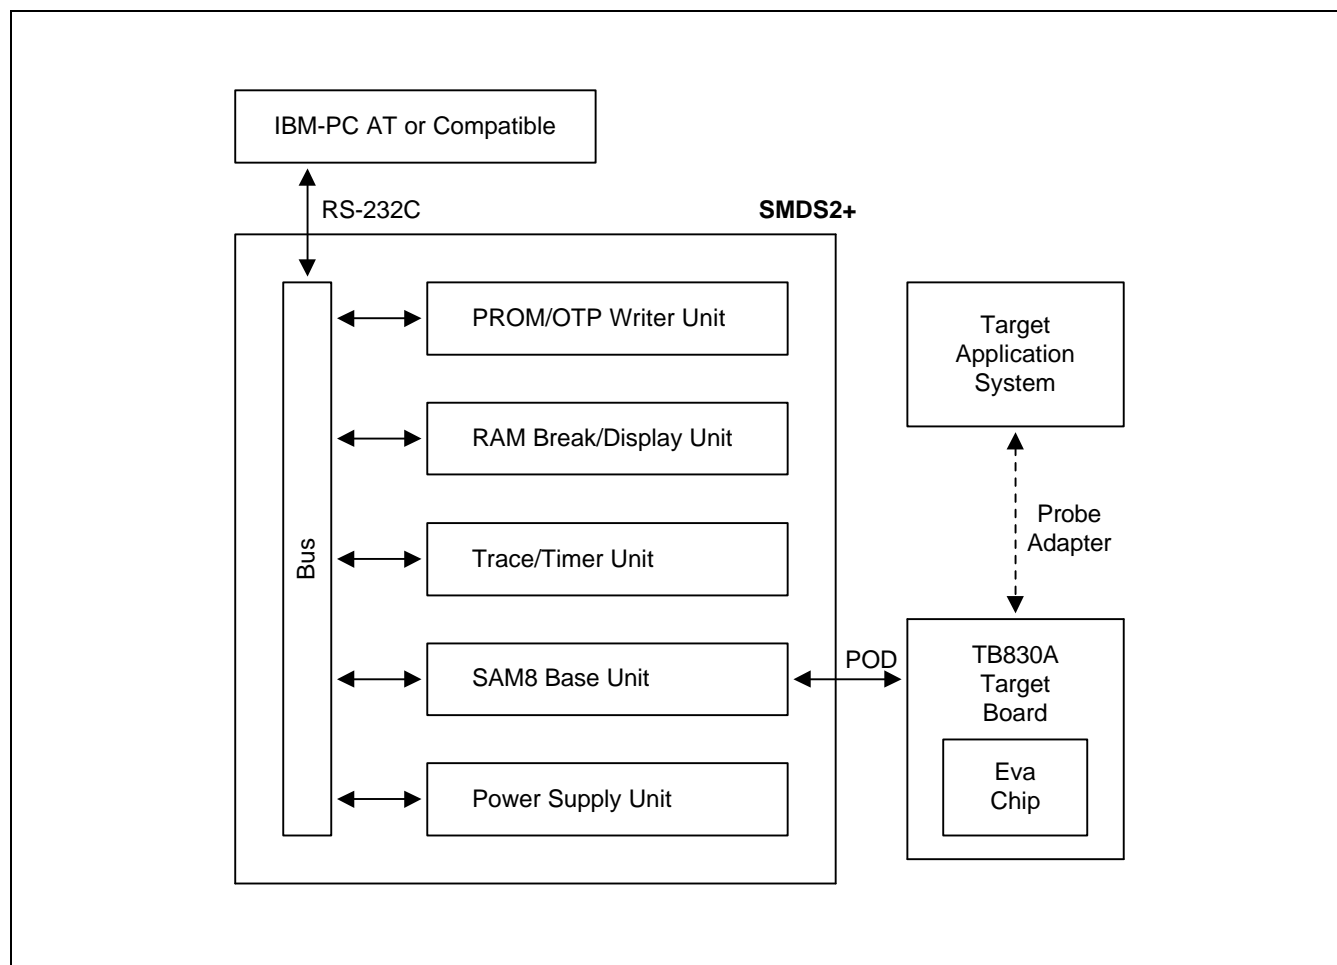 IBM-PC AT or Compatible
RS-232C
SMDS2+
PROM/OTP Writer Unit
RAM Break/Display Unit
Trace/Timer Unit
SAM8 Base Unit
Power Supply Unit
Bus
POD
Target
Application
System
Probe
Adapter
TB830A
Target
Board
Eva
Chip